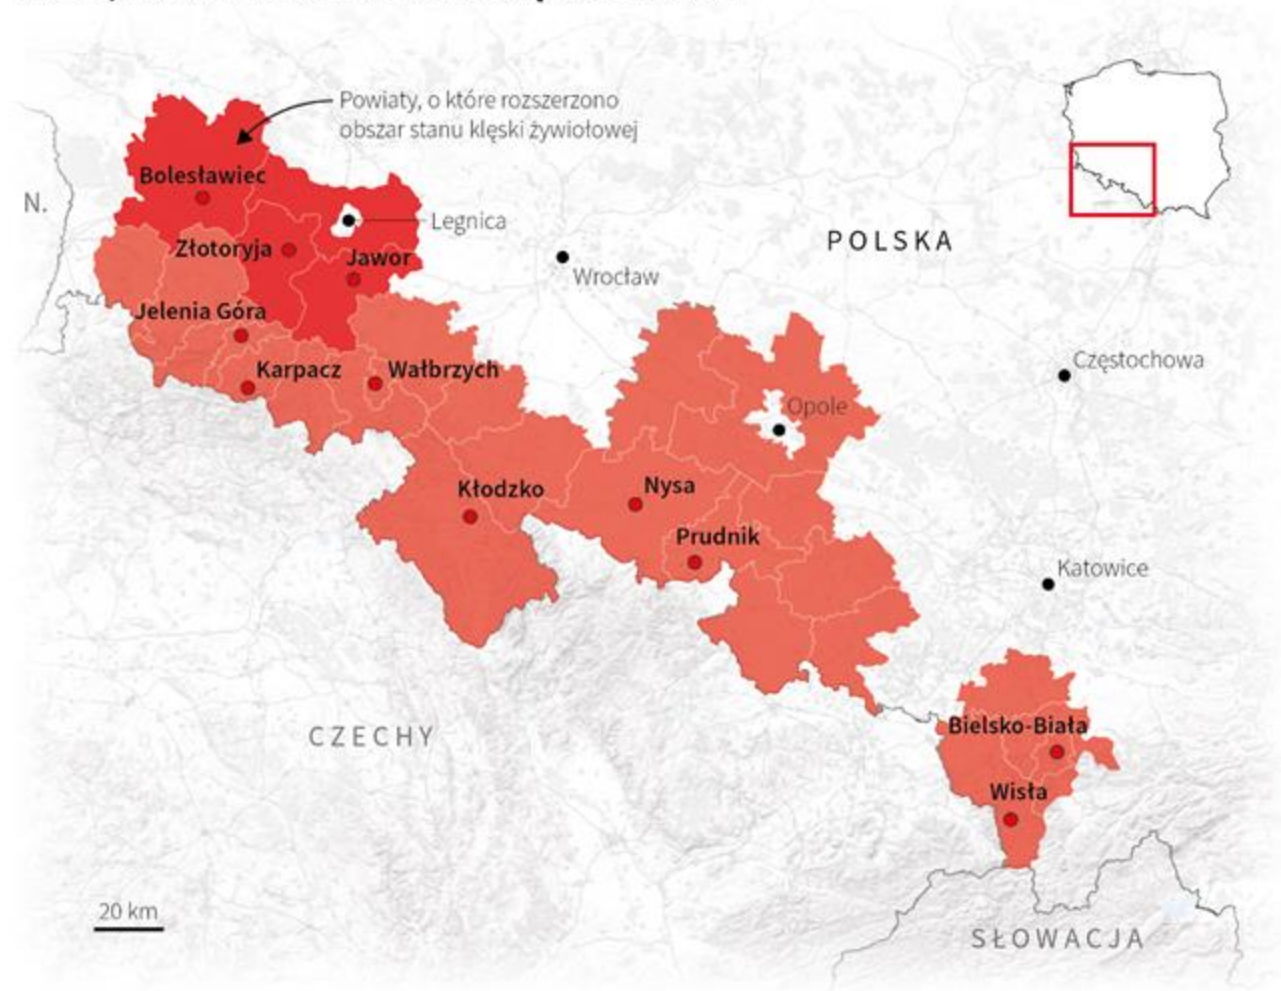 Powiaty, o które rozszerzono
obszar stanu klęski żywiołowej
Bolesławiec
N.
Legnica
Złotoryja
Jawor
POLSKA
Wrocław
Jelenia Góra
Karpacz
Wałbrzych
Częstochowa
Opole
Kłodzko
Nysa
Prudnik
Katowice
CZECHY
Bielsko-Biała
Wisła
20 km
SŁOWACJA